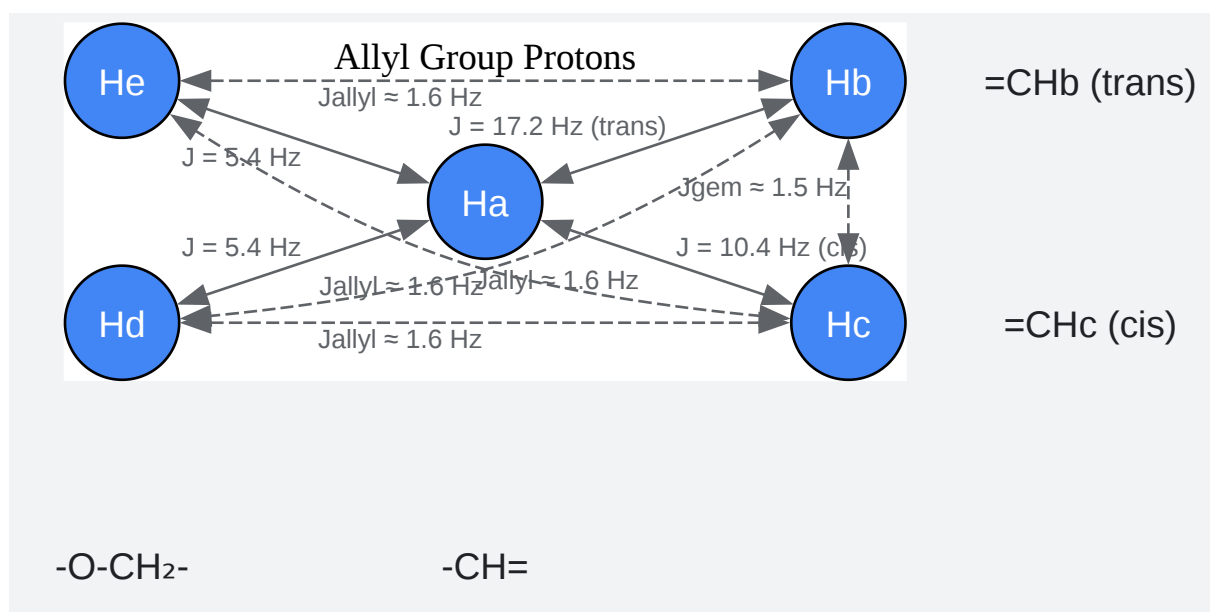 Allyl Group Protons
He
Hb
=CHb (trans)
Jallyl ≈ 1.6 Hz
J = 17.2 Hz (trans)
J = 5.4 Hz
Jgem ≈ 1.5 Hz
Ha
J = 5.4 Hz
J = 10.4 Hz (cis)
Jallyl ≈ 1.6 Hz
Jallyl ≈ 1.6 Hz
Hd
Hc
=CHc (cis)
Jallyl ≈ 1.6 Hz
-O-CH₂-
-CH=